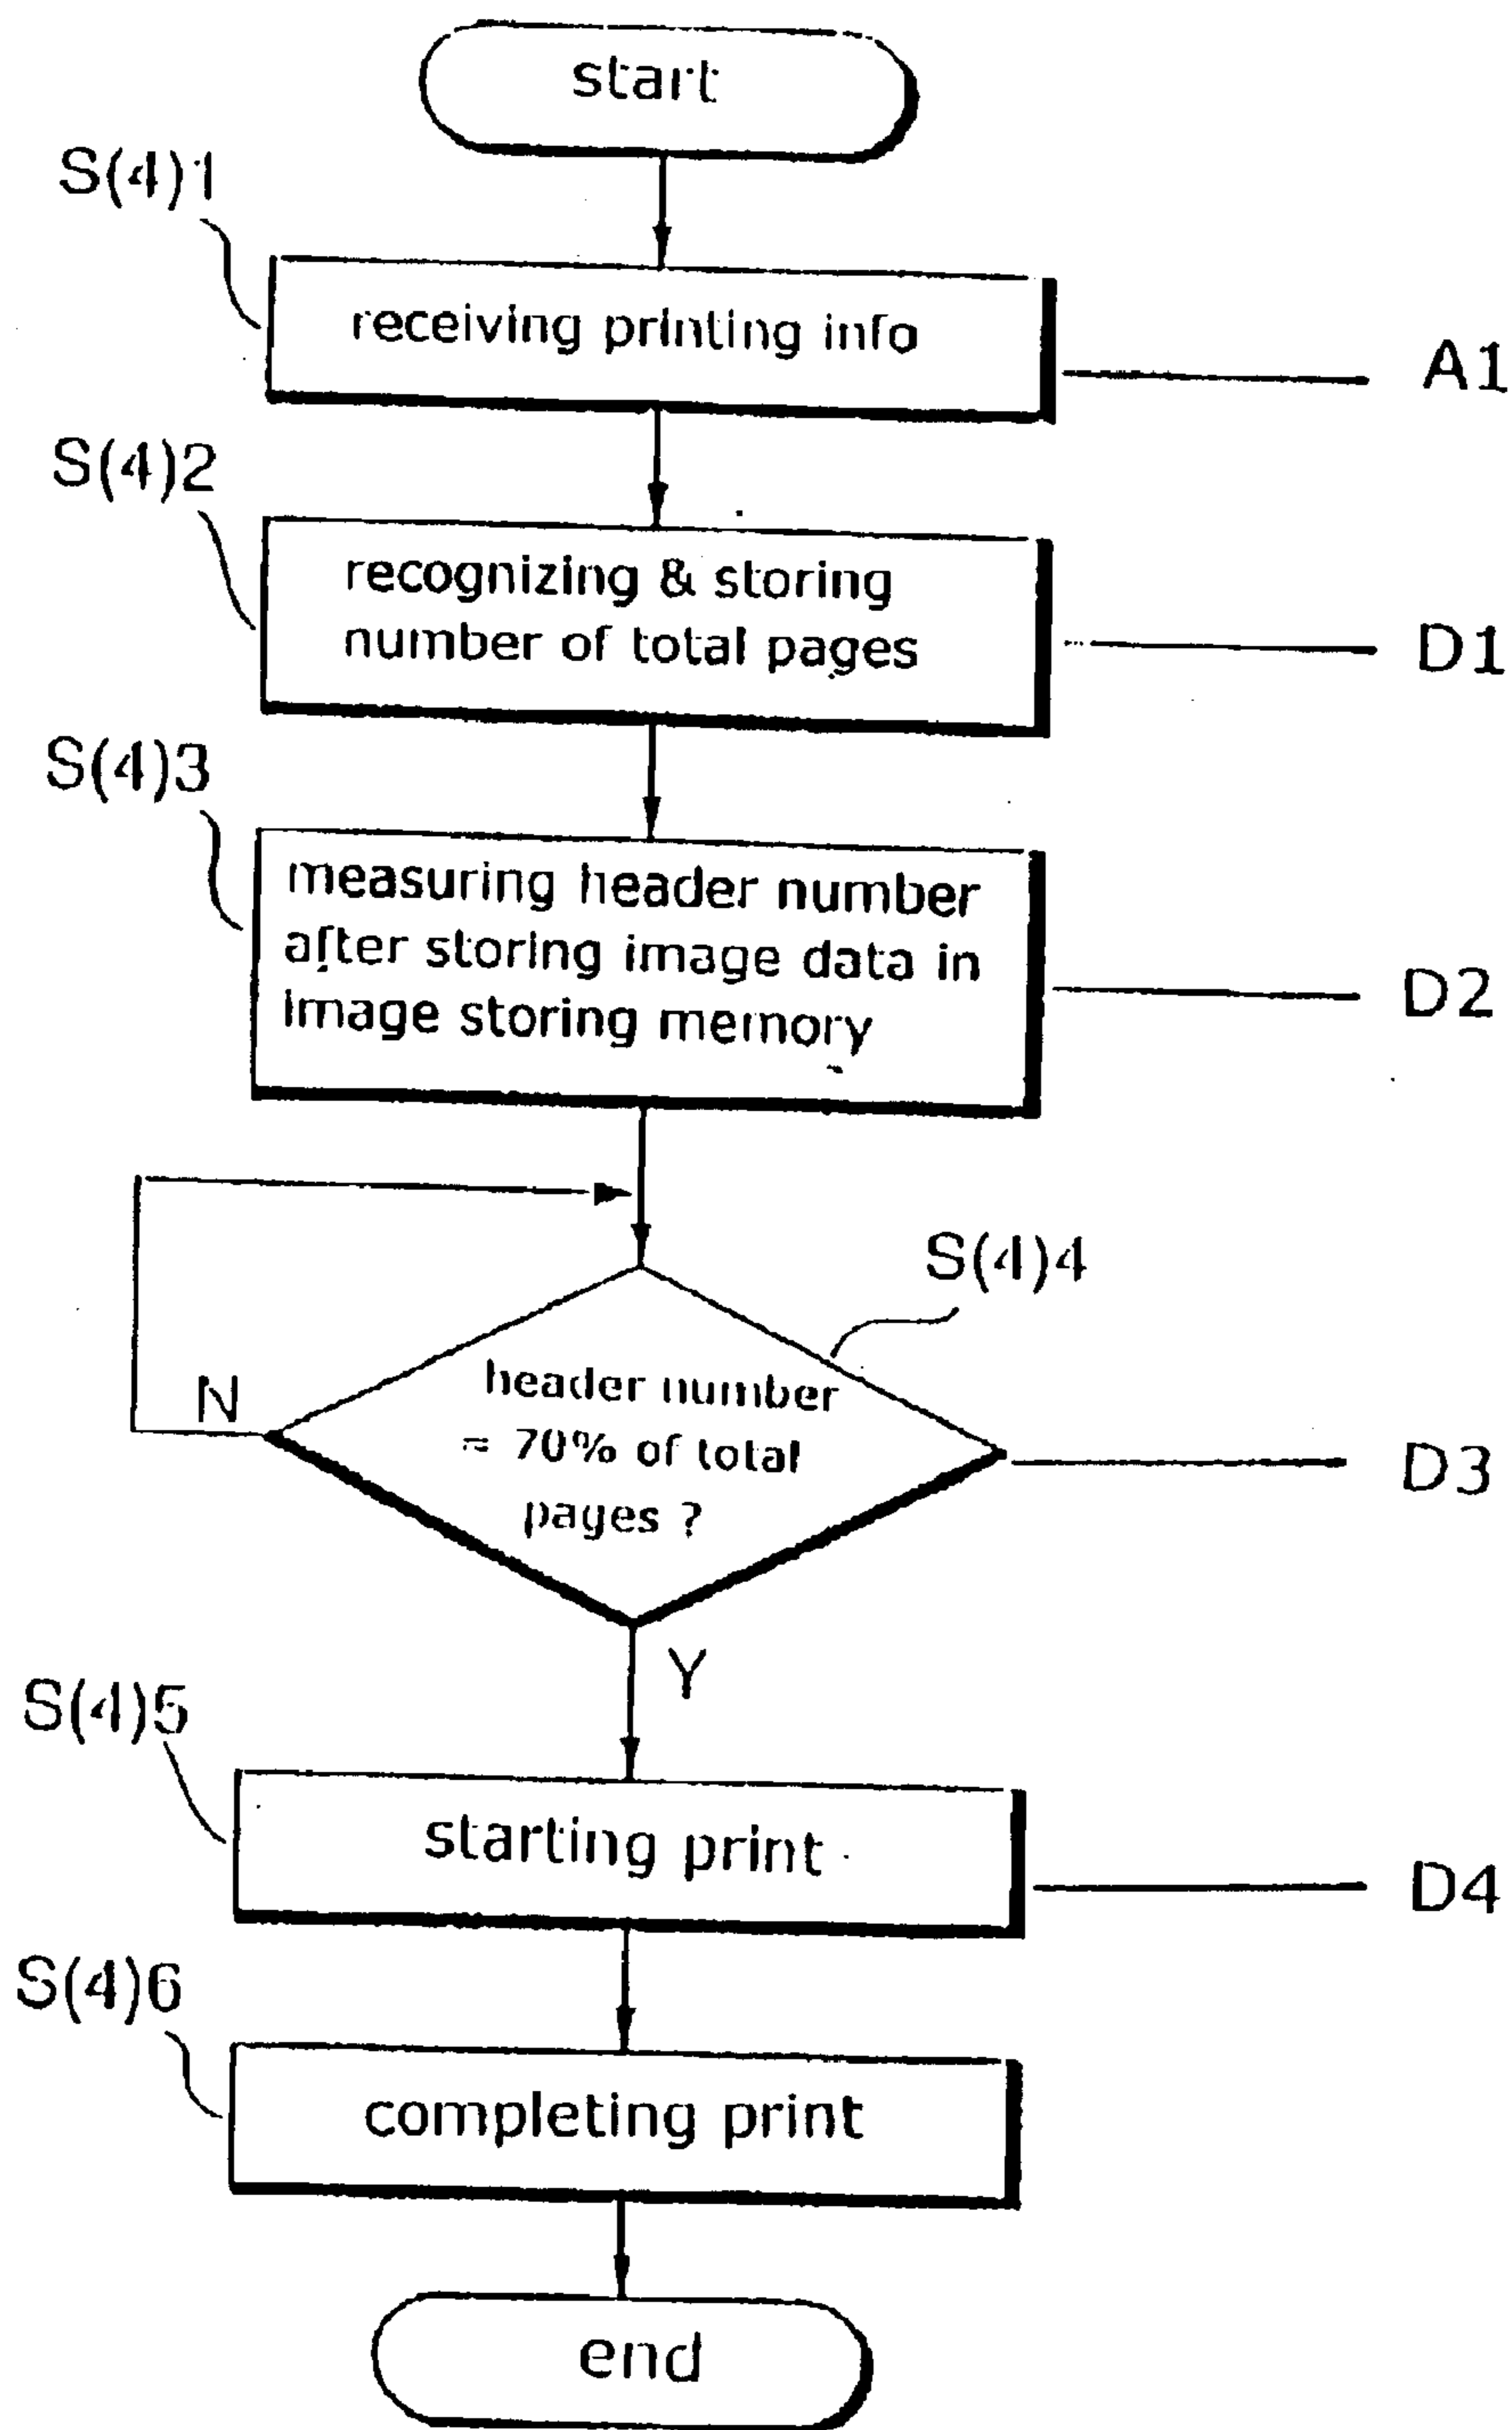 start
S(4)1
receiving printing info
A1
S(4)2
recognizing & storing
number of total pages
D1
S(4)3
measuring header number
after storing image data in
image storing memory
D2
S(4)4
N
header number
= 70% of total
pages ?
D3
Y
S(4)5
starting print
D4
S(4)6
completing print
end